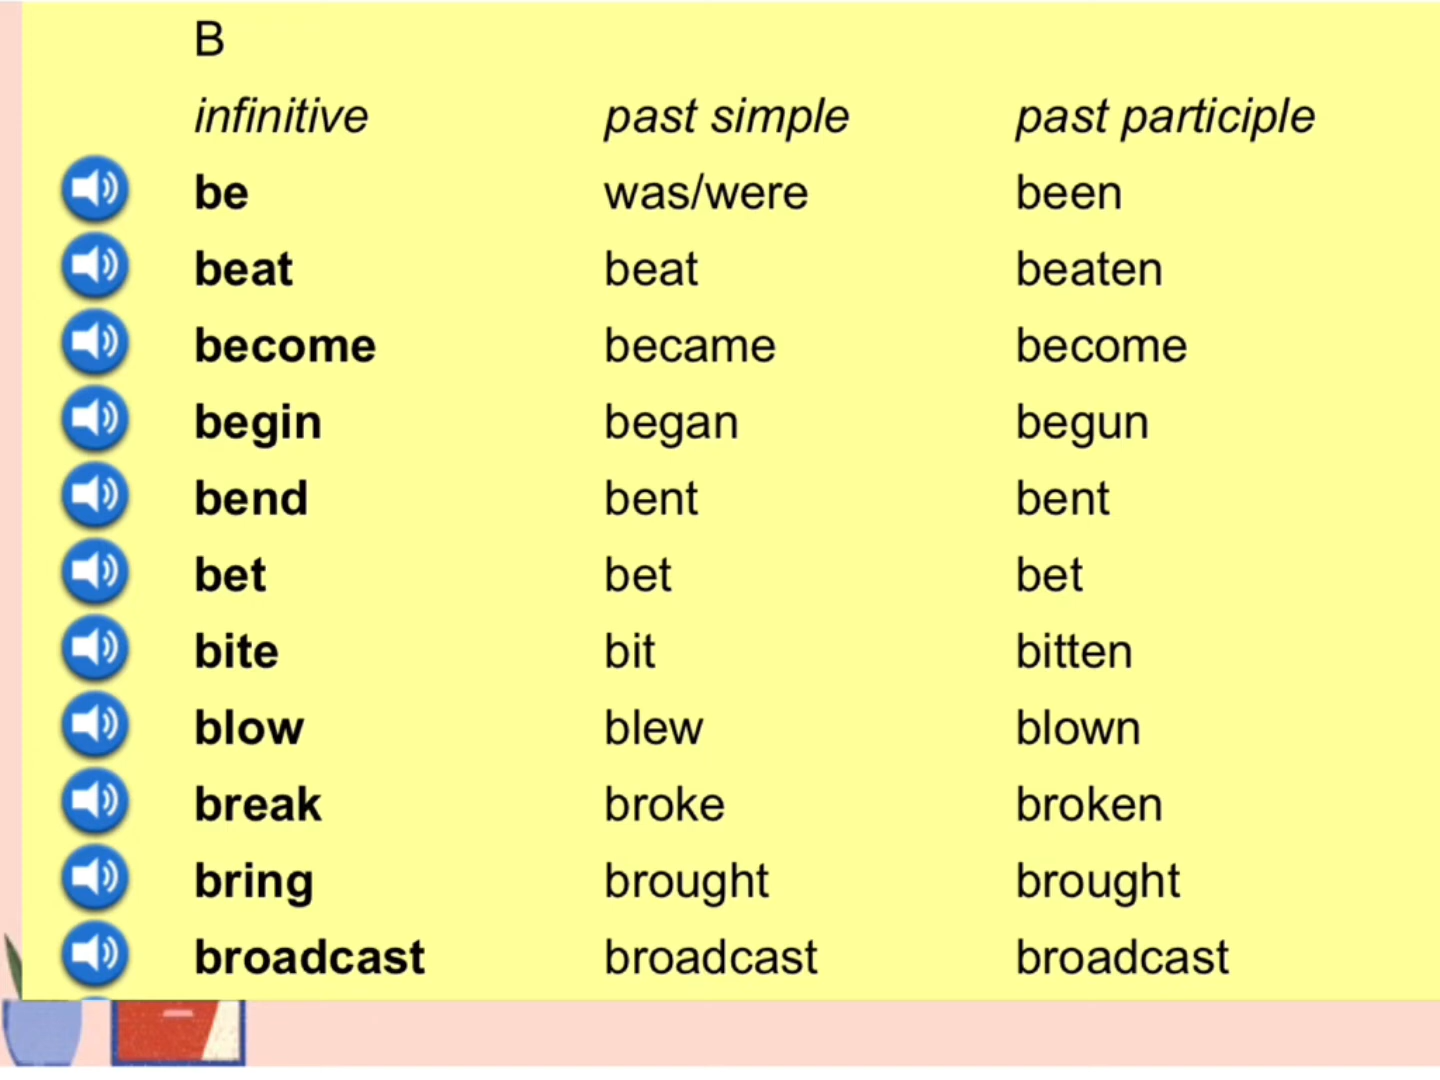 B
infinitive past simple past participle
be was/were been
beat beat beaten
become became become
begin began begun
bend bent bent
bet bet bet
bite bit bitten
blow blew blown
break broke broken
bring brought brought
broadcast broadcast broadcast